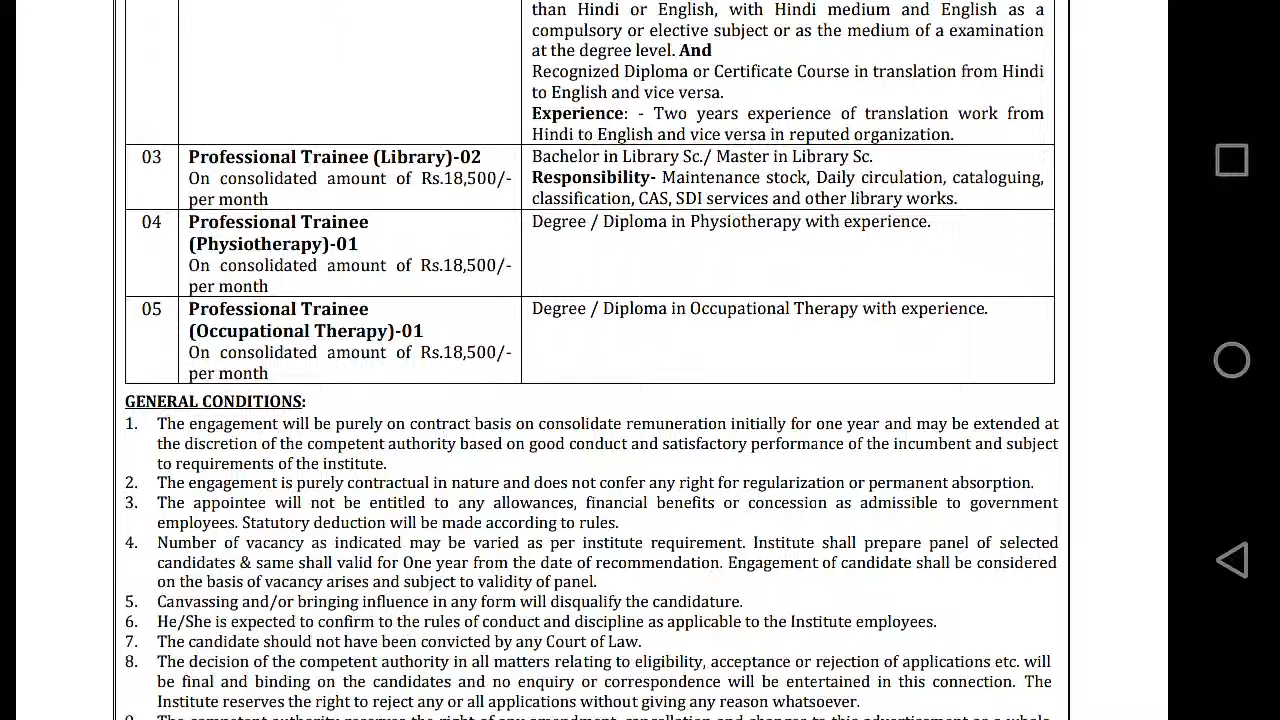 than Hindi or English, with Hindi medium and English as a
compulsory or elective subject or as the medium of a examination
at the degree level. And
Recognized Diploma or Certificate Course in translation from Hindi
to English and vice versa.
Experience: - Two years experience of translation work from
Hindi to English and vice versa in reputed organization.
03
Professional Trainee (Library)-02
On consolidated amount of Rs.18,500/-
per month
Bachelor in Library Sc./ Master in Library Sc.
Responsibility- Maintenance stock, Daily circulation, cataloguing,
classification, CAS, SDI services and other library works.
04
Professional Trainee
(Physiotherapy)-01
On consolidated amount of Rs.18,500/-
per month
Degree / Diploma in Physiotherapy with experience.
05
Professional Trainee
(Occupational Therapy)-01
On consolidated amount of Rs.18,500/-
per month
Degree / Diploma in Occupational Therapy with experience.
GENERAL CONDITIONS:
1. The engagement will be purely on contract basis on consolidate remuneration initially for one year and may be extended at
the discretion of the competent authority based on good conduct and satisfactory performance of the incumbent and subject
to requirements of the institute.
2. The engagement is purely contractual in nature and does not confer any right for regularization or permanent absorption.
3. The appointee will not be entitled to any allowances, financial benefits or concession as admissible to government
employees. Statutory deduction will be made according to rules.
4. Number of vacancy as indicated may be varied as per institute requirement. Institute shall prepare panel of selected
candidates & same shall valid for One year from the date of recommendation. Engagement of candidate shall be considered
on the basis of vacancy arises and subject to validity of panel.
5. Canvassing and/or bringing influence in any form will disqualify the candidature.
6. He/She is expected to confirm to the rules of conduct and discipline as applicable to the Institute employees.
7. The candidate should not have been convicted by any Court of Law.
8. The decision of the competent authority in all matters relating to eligibility, acceptance or rejection of applications etc. will
be final and binding on the candidates and no enquiry or correspondence will be entertained in this connection. The
Institute reserves the right to reject any or all applications without giving any reason whatsoever.
9. The competent authority reserves the right of any amendment, cancellation and changes to this advertisement as a whole